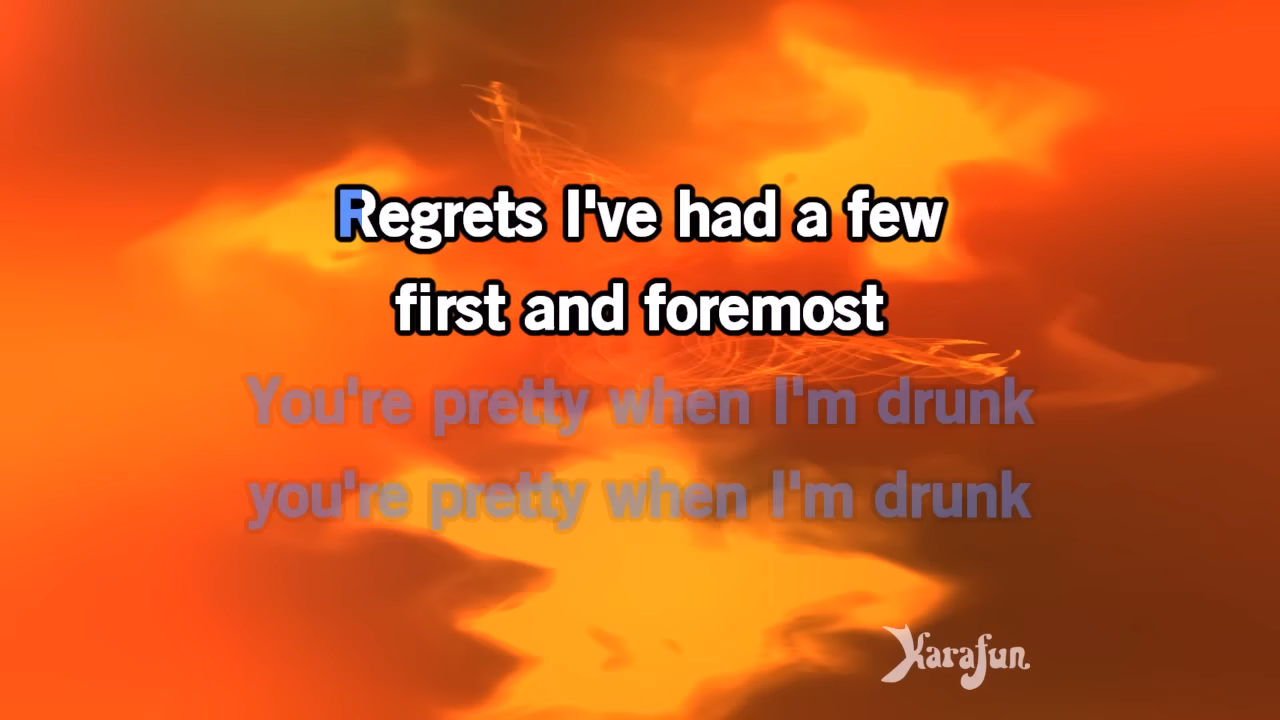 Regrets I've had a few
first and foremost
You're pretty when I'm drunk
you're pretty when I'm drunk
Karafun